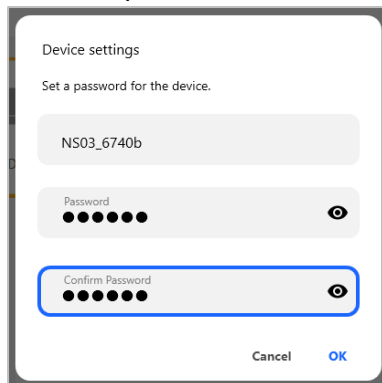 Device settings
Set a password for the device.
NS03_6740b
Password
●●●●●●
Confirm Password
●●●●●●
Cancel OK